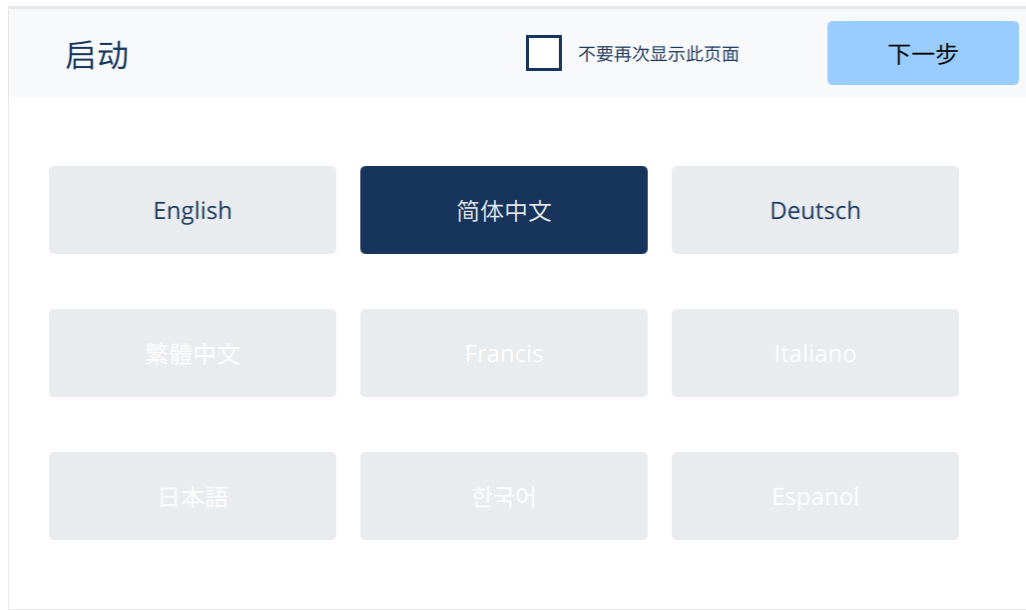 启动
不要再次显示此页面
下一步
English
简体中文
Deutsch
繁體中文
Francis
Italiano
日本語
한국어
Espanol